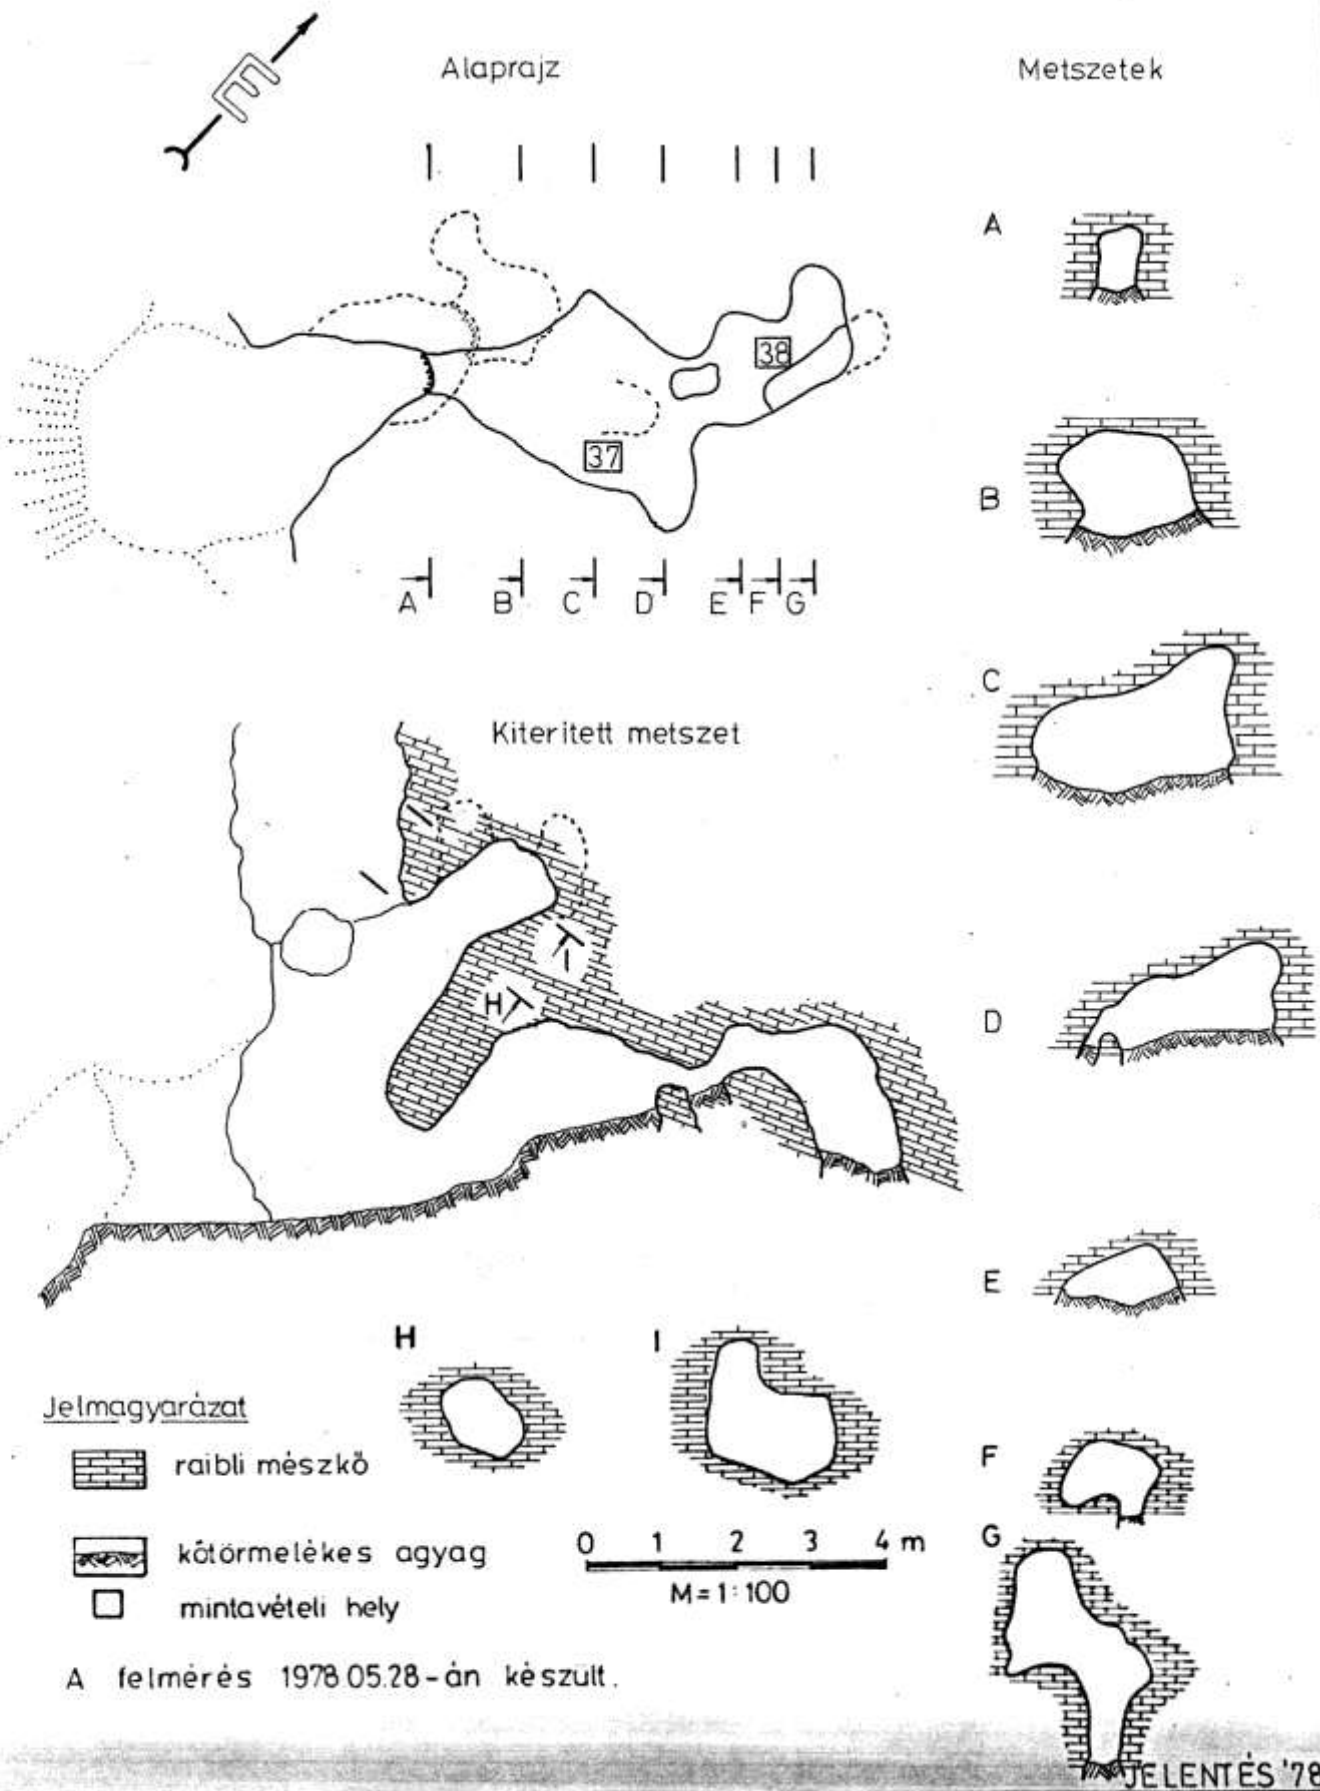 É
Alaprajz
Metszetek
38
37
A B C D E F G
A
B
C
D
E
F
G
Kiterített metszet
I
H
H
I
Jelmagyarázat
raibli mészkő
kőtörmelékes agyag
mintavételi hely
0 1 2 3 4 m
M = 1:100
A felmérés 1978.05.28-án készült.
JELENTÉS '78